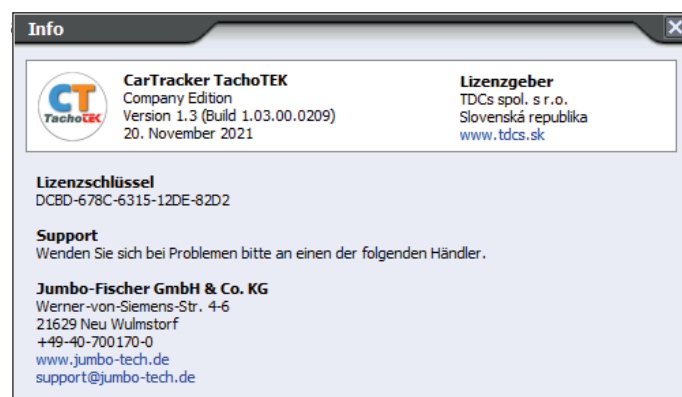 Info
CT
TachoTEK
CarTracker TachoTEK
Company Edition
Version 1.3 (Build 1.03.00.0209)
20. November 2021
Lizenzgeber
TDCs spol. s r.o.
Slovenská republika
www.tdcs.sk
Lizenzschlüssel
DCBD-678C-6315-12DE-82D2
Support
Wenden Sie sich bei Problemen bitte an einen der folgenden Händler.
Jumbo-Fischer GmbH & Co. KG
Werner-von-Siemens-Str. 4-6
21629 Neu Wulmstorf
+49-40-700170-0
www.jumbo-tech.de
support@jumbo-tech.de